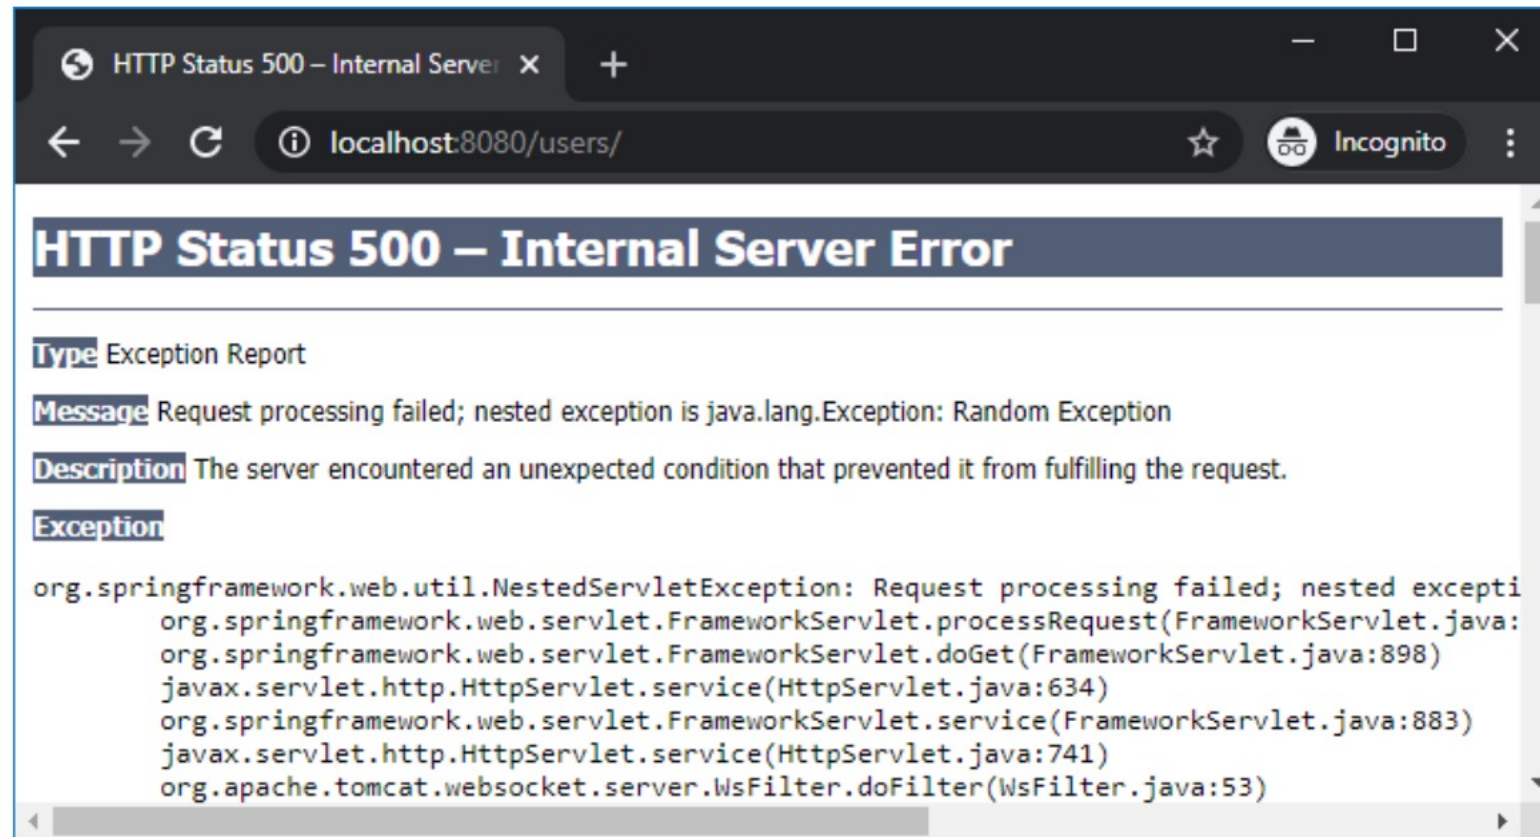 HTTP Status 500 – Internal Server
localhost:8080/users/
Incognito
HTTP Status 500 – Internal Server Error
Type Exception Report
Message Request processing failed; nested exception is java.lang.Exception: Random Exception
Description The server encountered an unexpected condition that prevented it from fulfilling the request.
Exception
org.springframework.web.util.NestedServletException: Request processing failed; nested excepti
org.springframework.web.servlet.FrameworkServlet.processRequest(FrameworkServlet.java:
org.springframework.web.servlet.FrameworkServlet.doGet(FrameworkServlet.java:898)
javax.servlet.http.HttpServlet.service(HttpServlet.java:634)
org.springframework.web.servlet.FrameworkServlet.service(FrameworkServlet.java:883)
javax.servlet.http.HttpServlet.service(HttpServlet.java:741)
org.apache.tomcat.websocket.server.WsFilter.doFilter(WsFilter.java:53)